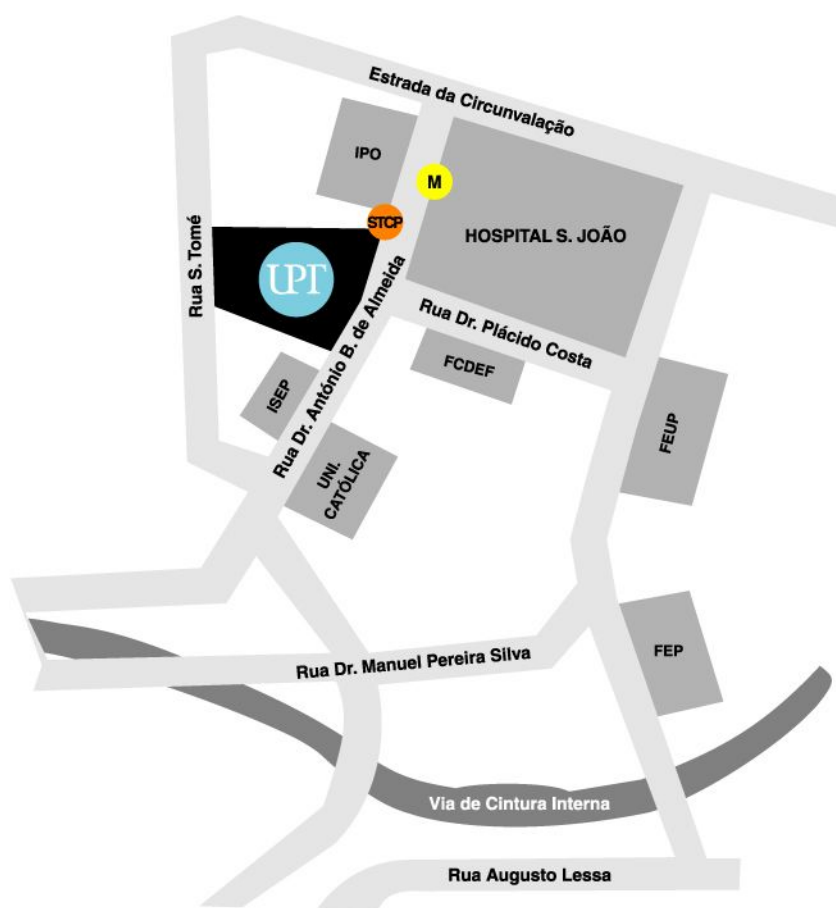 Estrada da Circunvalação
IPO
M
STCP
HOSPITAL S. JOÃO
Rua S. Tomé
UPT
Rua Dr. António B. de Almeida
Rua Dr. Plácido Costa
FCDEF
ISEP
FEUP
UNI.
CATÓLICA
Rua Dr. Manuel Pereira Silva
FEP
Via de Cintura Interna
Rua Augusto Lessa